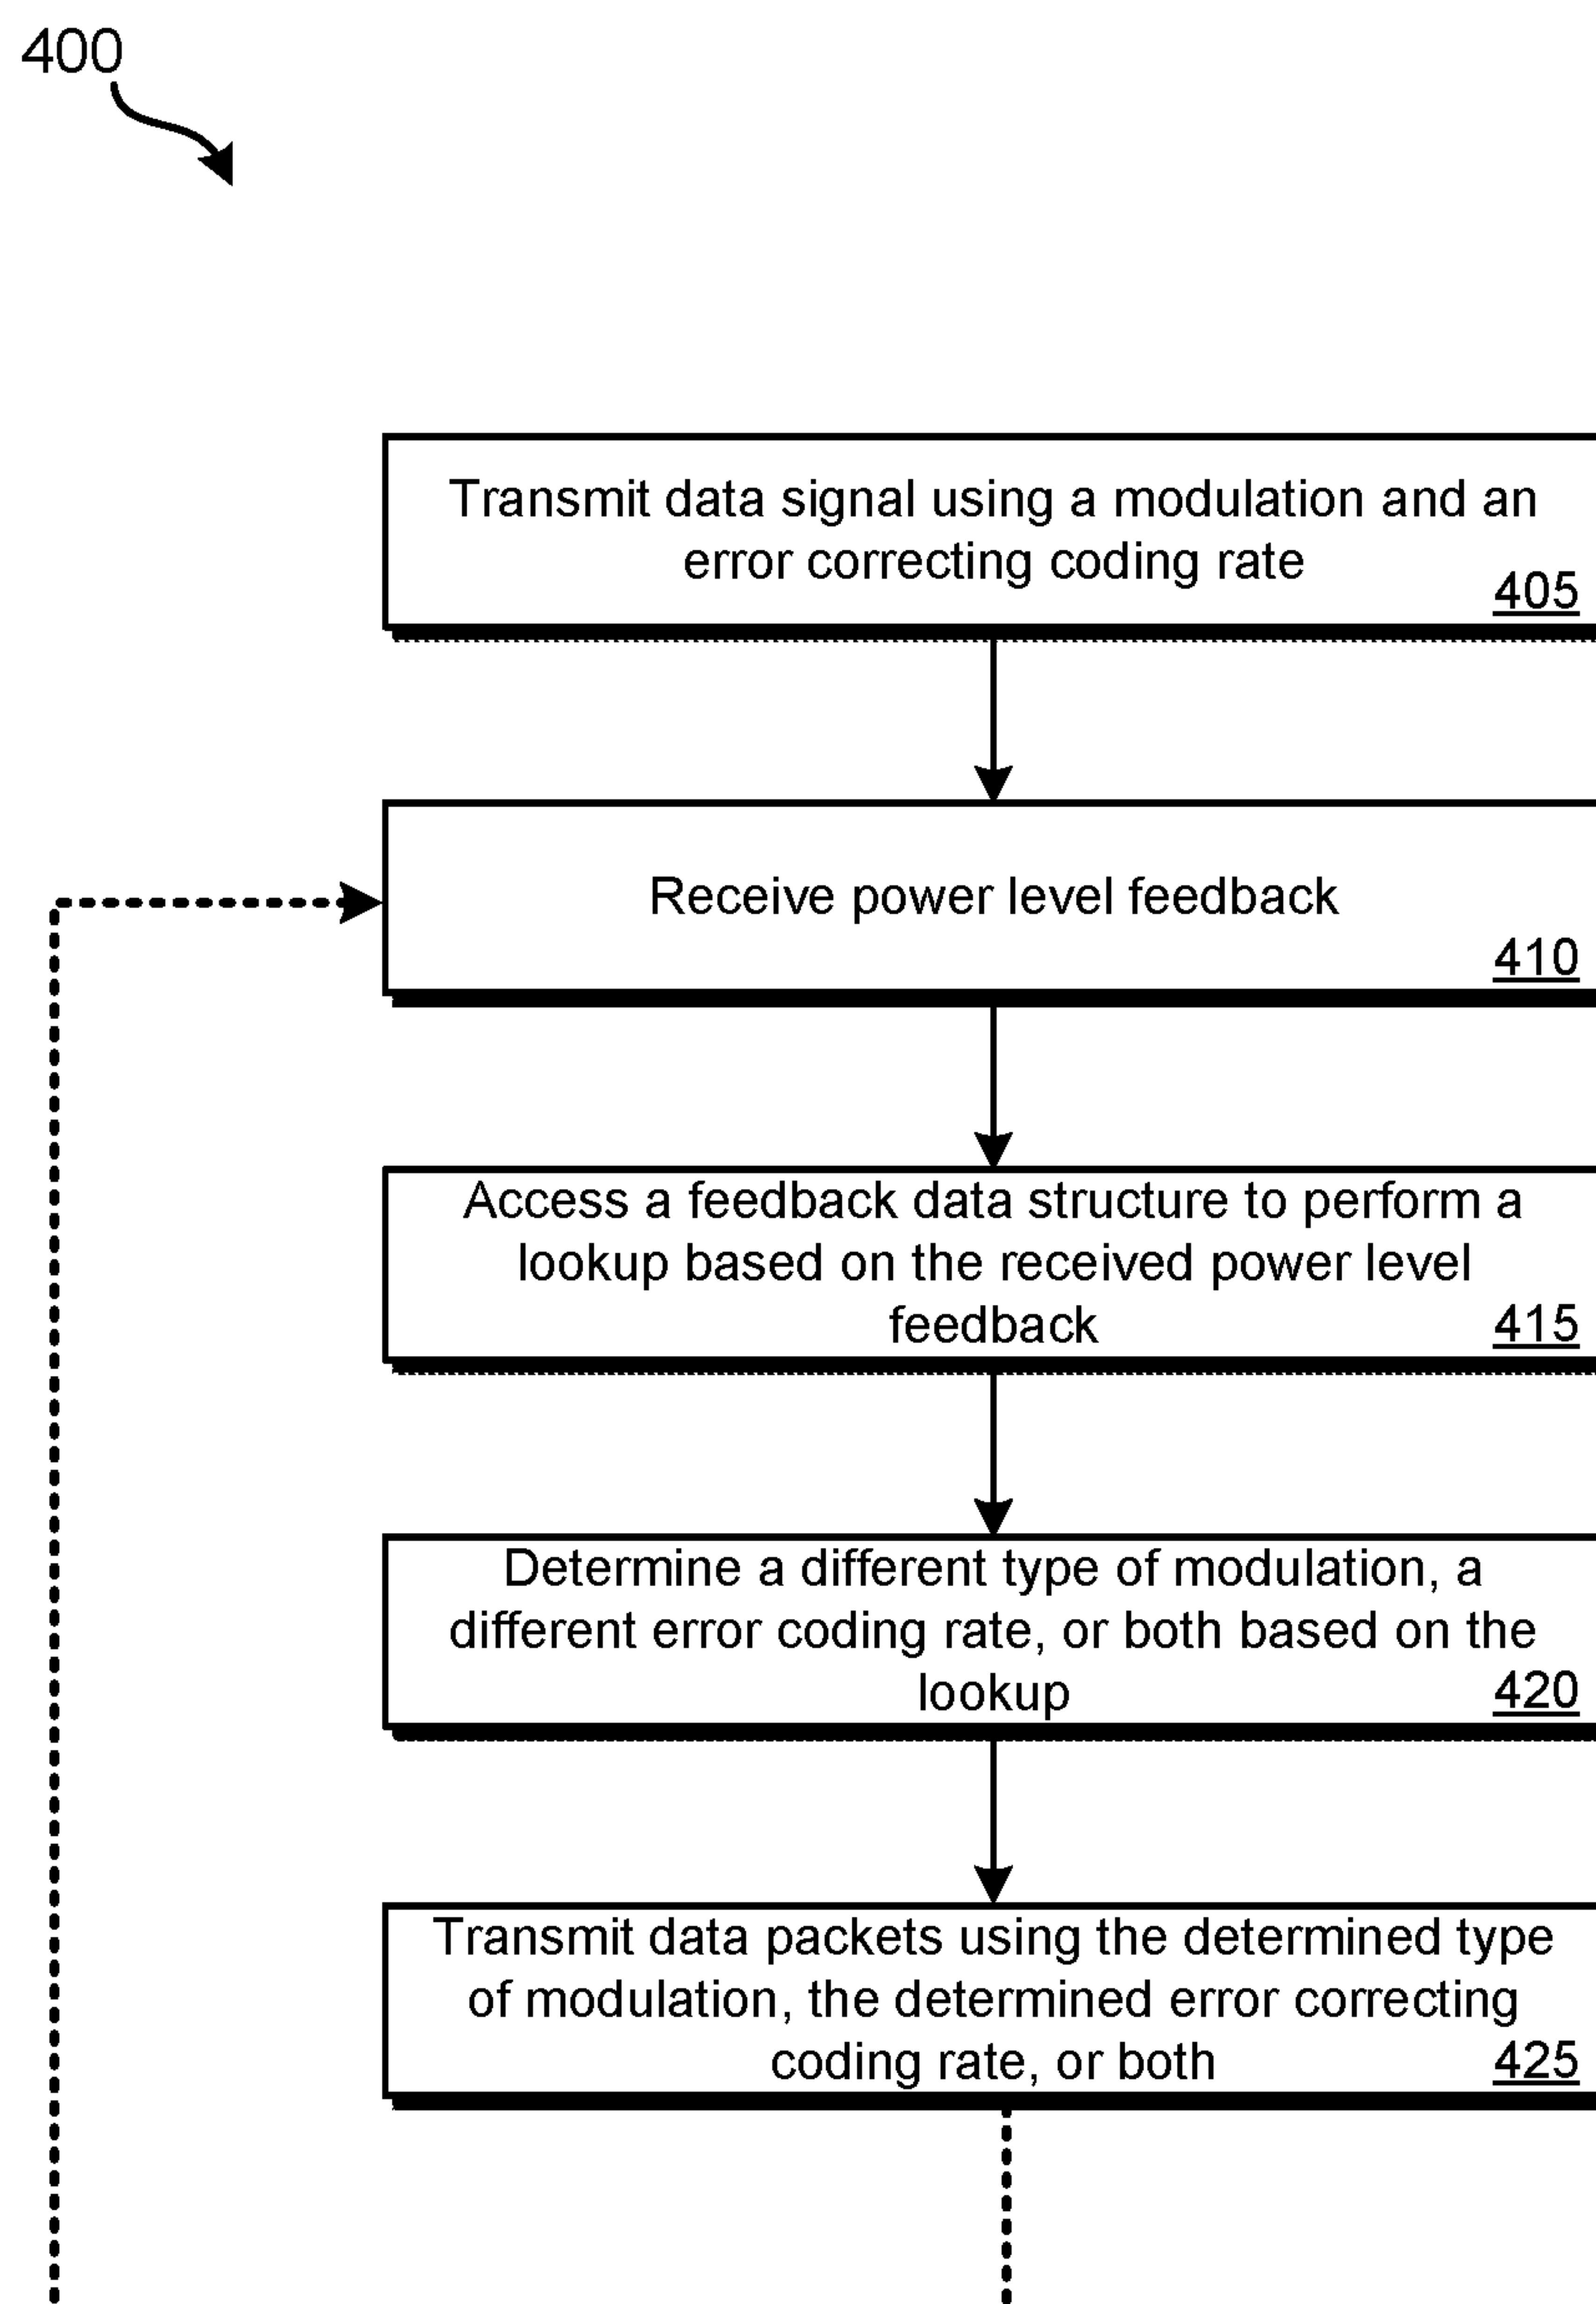 400
Transmit data signal using a modulation and an
error correcting coding rate
405
Receive power level feedback
410
Access a feedback data structure to perform a
lookup based on the received power level
feedback
415
Determine a different type of modulation, a
different error coding rate, or both based on the
lookup
420
Transmit data packets using the determined type
of modulation, the determined error correcting
coding rate, or both
425